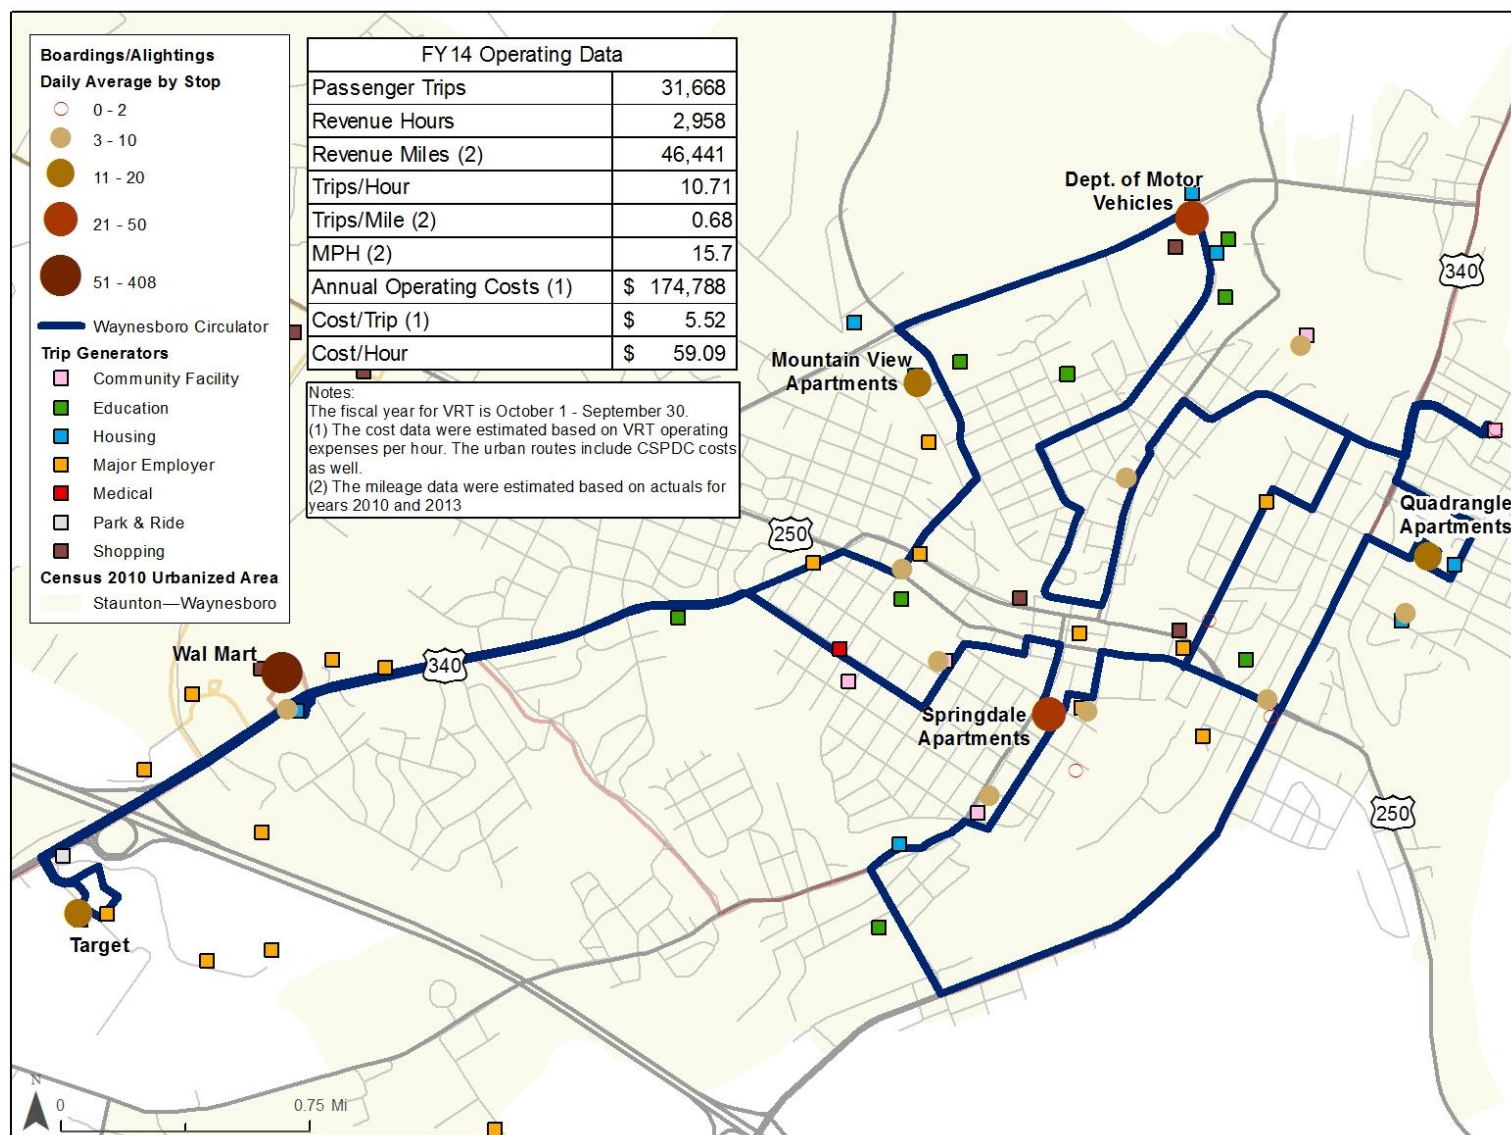 Boardings/Alightings
Daily Average by Stop
0 - 2
3 - 10
11 - 20
21 - 50
51 - 408
Waynesboro Circulator
Trip Generators
Community Facility
Education
Housing
Major Employer
Medical
Park & Ride
Shopping
Census 2010 Urbanized Area
Staunton—Waynesboro
FY14 Operating Data
Passenger Trips 31,668
Revenue Hours 2,958
Revenue Miles (2) 46,441
Trips/Hour 10.71
Trips/Mile (2) 0.68
MPH (2) 15.7
Annual Operating Costs (1) $ 174,788
Cost/Trip (1) $ 5.52
Cost/Hour $ 59.09
Notes:
The fiscal year for VRT is October 1 - September 30.
(1) The cost data were estimated based on VRT operating
expenses per hour. The urban routes include CSPDC costs
as well.
(2) The mileage data were estimated based on actuals for
years 2010 and 2013
Dept. of Motor
Vehicles
340
Mountain View
Apartments
Quadrangle
Apartments
250
Wal Mart
340
Springdale
Apartments
250
Target
N
0 0.75 Mi